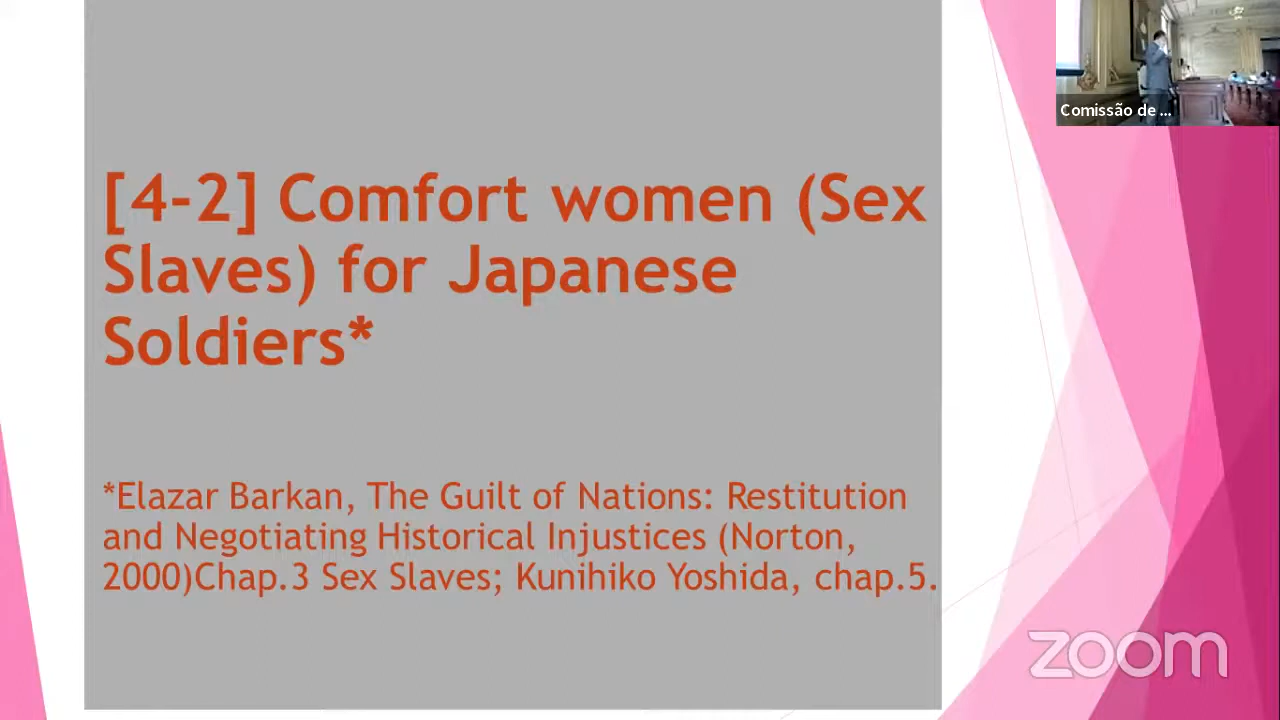 [4-2] Comfort women (Sex
Slaves) for Japanese
Soldiers*
*Elazar Barkan, The Guilt of Nations: Restitution
and Negotiating Historical Injustices (Norton,
2000)Chap.3 Sex Slaves; Kunihiko Yoshida, chap.5.
Comissão de ...
zoom